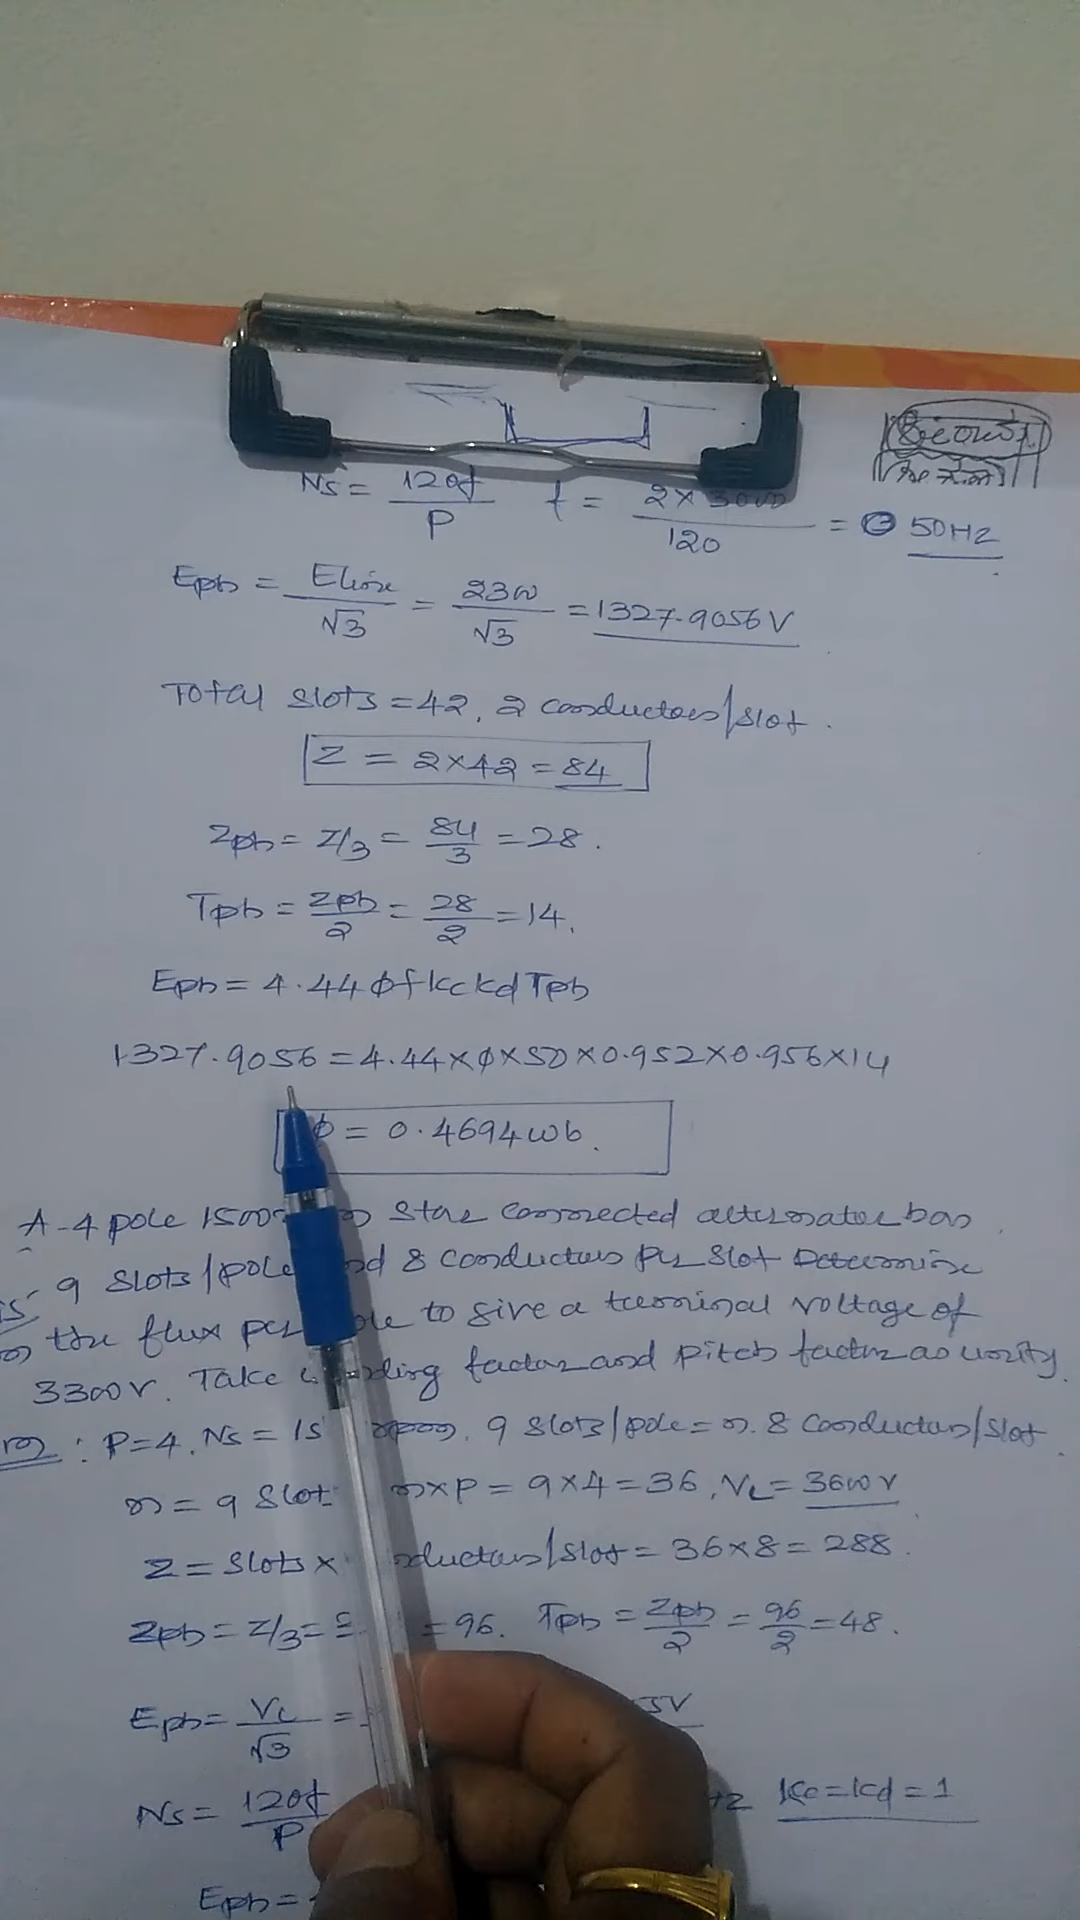 Ns = 120f/P f = 2×3000/120 = 50Hz
Eph = Eline/√3 = 2300/√3 = 1327.9056V
Total slots = 42, 2 conductors/slot.
Z = 2×42 = 84
Zph = Z/3 = 84/3 = 28.
Tph = Zph/2 = 28/2 = 14.
Eph = 4.44 ϕ f kc kd Tph
1327.9056 = 4.44×ϕ×50×0.952×0.956×14
ϕ = 0.4694 wb.
A-4 pole star connected alternator has
9 slots/pole 8 conductors per slot Determine
the flux to give a terminal voltage of
3300V. Take factor and pitch factor as unity.
: P=4, Ns = 9 slots/pole = n. 8 conductors/slot.
n = 9 n×P = 9×4 = 36, VL = 3600V
Z = slots × /slot = 36×8 = 288.
Zph = Z/3 = = 96. Tph = Zph/2 = 96/2 = 48.
Eph = VL/√3 =
Ns = 120f/P Kc = Kd = 1
Eph =